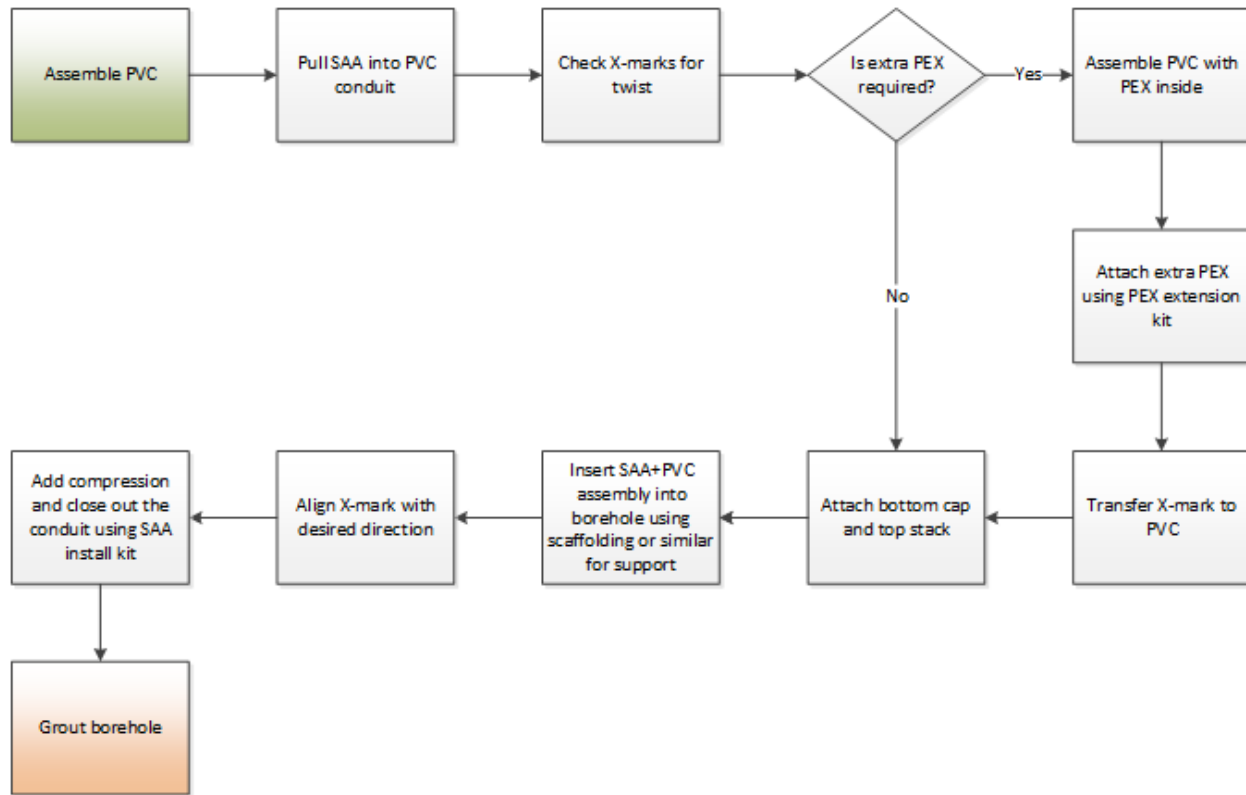 Assemble PVC
Pull SAA into PVC
conduit
Check X-marks for
twist
Is extra PEX
required?
Yes
Assemble PVC with
PEX inside
Attach extra PEX
using PEX extension
kit
No
Add compression
and close out the
conduit using SAA
install kit
Align X-mark with
desired direction
Insert SAA+PVC
assembly into
borehole using
scaffolding or similar
for support
Attach bottom cap
and top stack
Transfer X-mark to
PVC
Grout borehole